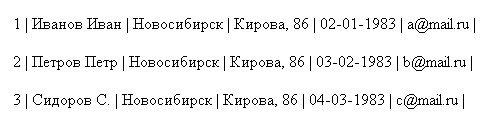 1 | Иванов Иван | Новосибирск | Кирова, 86 | 02-01-1983 | a@mail.ru |
2 | Петров Петр | Новосибирск | Кирова, 86 | 03-02-1983 | b@mail.ru |
3 | Сидоров С. | Новосибирск | Кирова, 86 | 04-03-1983 | c@mail.ru |